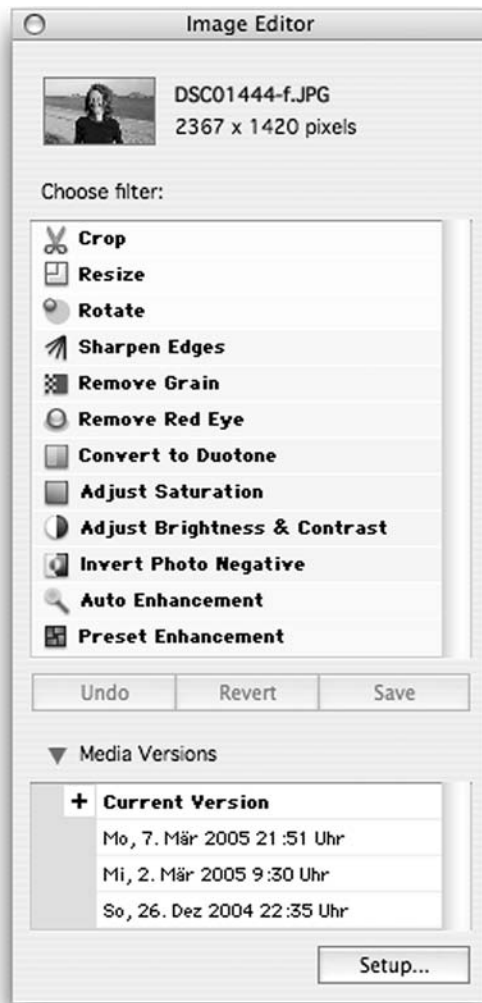 Image Editor
DSC01444-f.JPG
2367 x 1420 pixels
Choose filter:
Crop
Resize
Rotate
Sharpen Edges
Remove Grain
Remove Red Eye
Convert to Duotone
Adjust Saturation
Adjust Brightness & Contrast
Invert Photo Negative
Auto Enhancement
Preset Enhancement
Undo Revert Save
Media Versions
+ Current Version
Mo, 7. Mär 2005 21:51 Uhr
Mi, 2. Mär 2005 9:30 Uhr
So, 26. Dez 2004 22:35 Uhr
Setup...